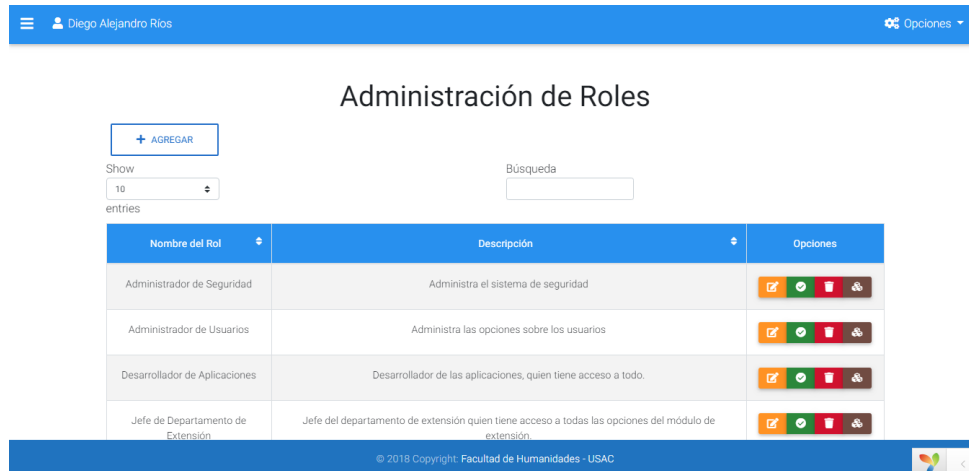 Diego Alejandro Ríos
Opciones
Administración de Roles
+ AGREGAR
Show
10
entries
Búsqueda
Nombre del Rol
Descripción
Opciones
Administrador de Seguridad
Administra el sistema de seguridad
Administrador de Usuarios
Administra las opciones sobre los usuarios
Desarrollador de Aplicaciones
Desarrollador de las aplicaciones, quien tiene acceso a todo.
Jefe de Departamento de
Extensión
Jefe del departamento de extensión quien tiene acceso a todas las opciones del módulo de
extensión.
© 2018 Copyright: Facultad de Humanidades - USAC